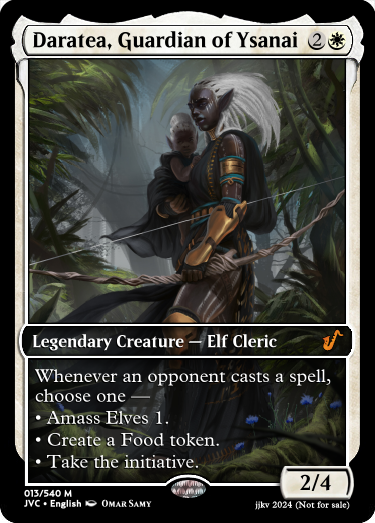 Daratea, Guardian of Ysanai 2
Legendary Creature — Elf Cleric
Whenever an opponent casts a spell,
choose one —
• Amass Elves 1.
• Create a Food token.
• Take the initiative.
2/4
013/540 M
JVC • English Omar Samy
jjkv 2024 (Not for sale)